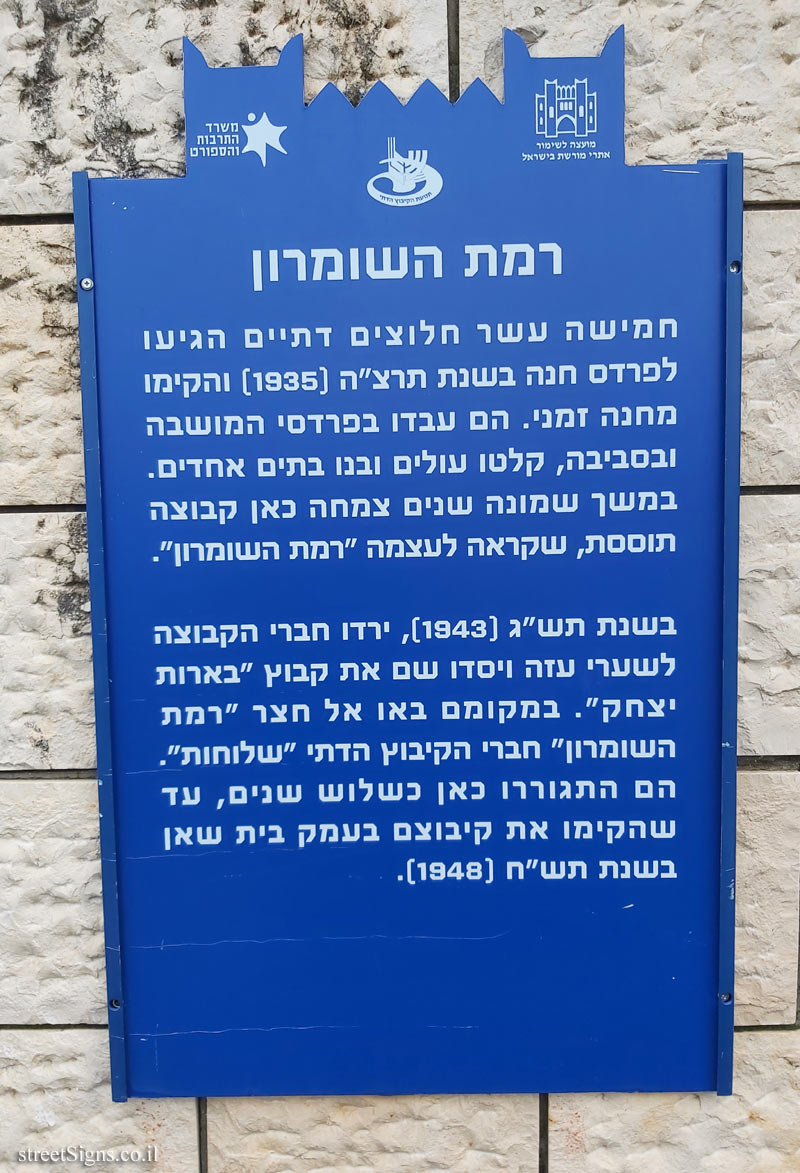 משרד
התרבות
והספורט
מועצה לשימור
אתרי מורשת בישראל
תנועת הקיבוץ הדתי
רמת השומרון
חמישה עשר חלוצים דתיים הגיעו
לפרדס חנה בשנת תרצ"ה (1935) והקימו
מחנה זמני. הם עבדו בפרדסי המושבה
ובסביבה, קלטו עולים ובנו בתים אחדים.
במשך שמונה שנים צמחה כאן קבוצה
תוססת, שקראה לעצמה "רמת השומרון".
בשנת תש"ג (1943), ירדו חברי הקבוצה
לשערי עזה ויסדו שם את קבוץ "בארות
יצחק". במקומם באו אל חצר "רמת
השומרון" חברי הקיבוץ הדתי "שלוחות".
הם התגוררו כאן כשלוש שנים, עד
שהקימו את קיבוצם בעמק בית שאן
בשנת תש"ח (1948).
streetSigns.co.il